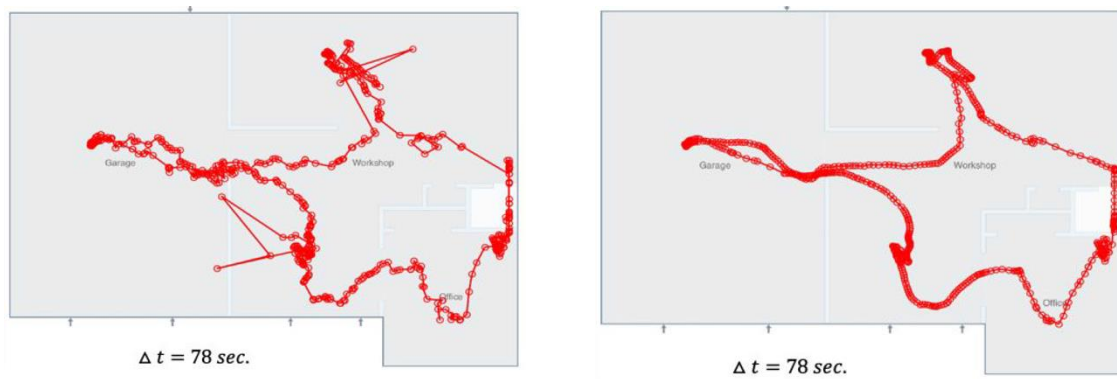 Garage
Workshop
Office
Δ t = 78 sec.
Garage
Workshop
Office
Δ t = 78 sec.